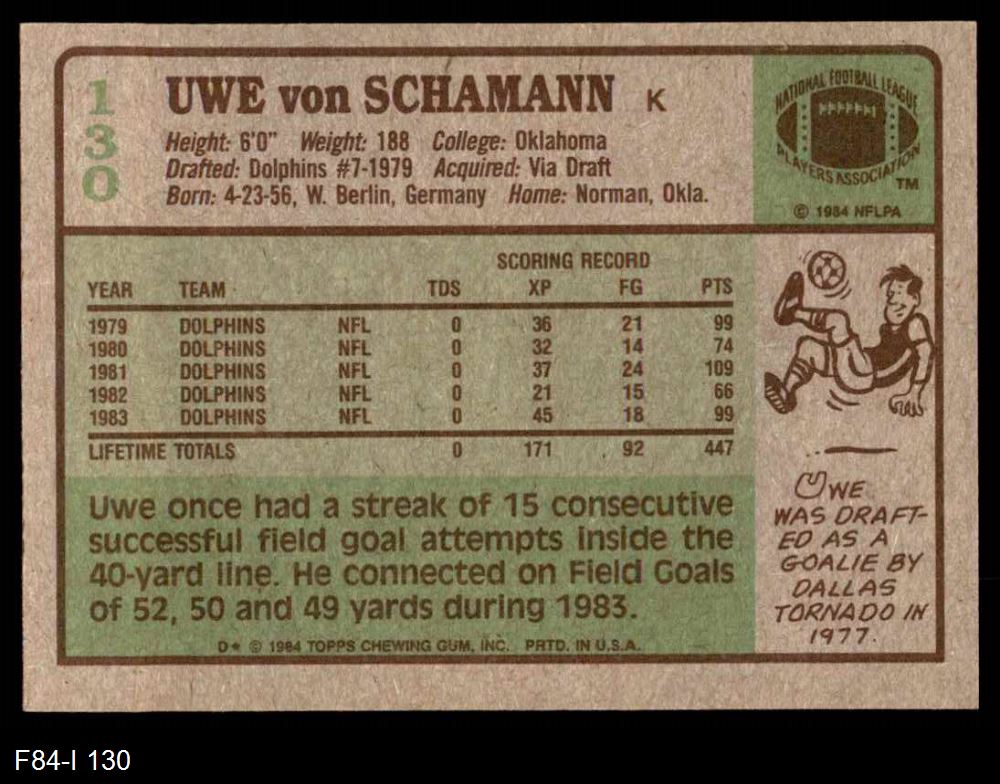 130
UWE von SCHAMANN K
Height: 6'0" Weight: 188 College: Oklahoma
Drafted: Dolphins #7-1979 Acquired: Via Draft
Born: 4-23-56, W. Berlin, Germany Home: Norman, Okla.
NATIONAL FOOTBALL LEAGUE
PLAYERS ASSOCIATION
TM
© 1984 NFLPA
SCORING RECORD
YEAR TEAM TDS XP FG PTS
1979 DOLPHINS NFL 0 36 21 99
1980 DOLPHINS NFL 0 32 14 74
1981 DOLPHINS NFL 0 37 24 109
1982 DOLPHINS NFL 0 21 15 66
1983 DOLPHINS NFL 0 45 18 99
LIFETIME TOTALS 0 171 92 447
Uwe once had a streak of 15 consecutive
successful field goal attempts inside the
40-yard line. He connected on Field Goals
of 52, 50 and 49 yards during 1983.
D* © 1984 TOPPS CHEWING GUM, INC. PRTD. IN U.S.A.
UWE
WAS DRAFT-
ED AS A
GOALIE BY
DALLAS
TORNADO IN
1977.
F84-I 130